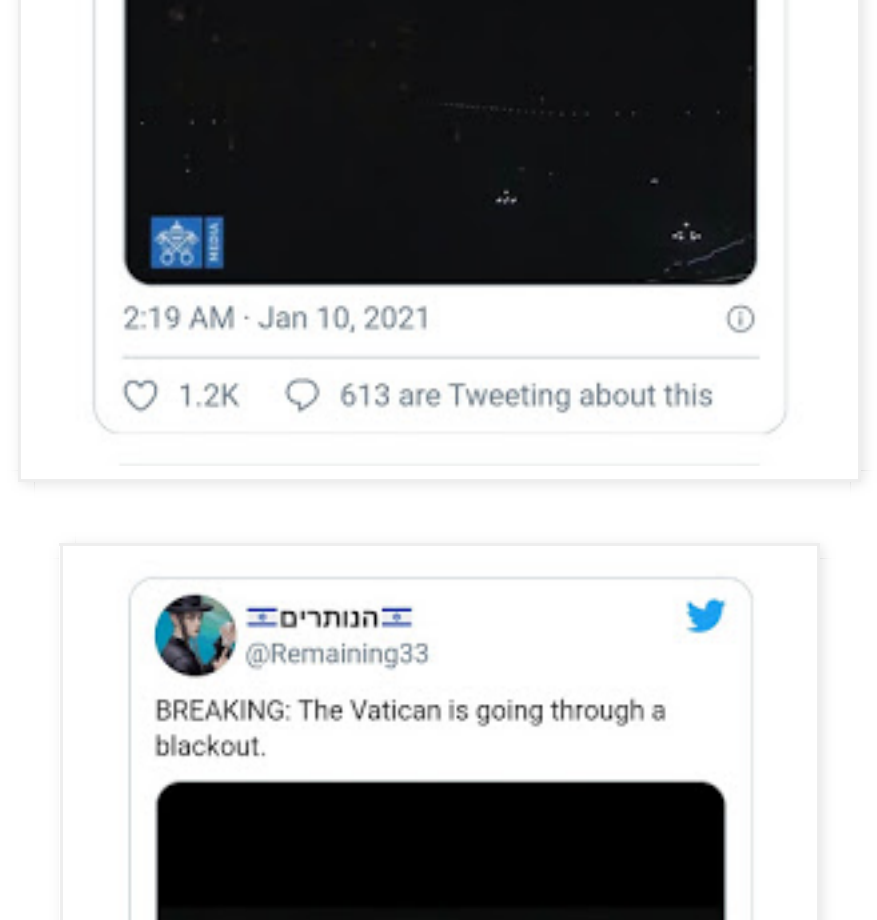 MEDIA
2:19 AM · Jan 10, 2021
1.2K 613 are Tweeting about this
הנותרים
@Remaining33
BREAKING: The Vatican is going through a
blackout.